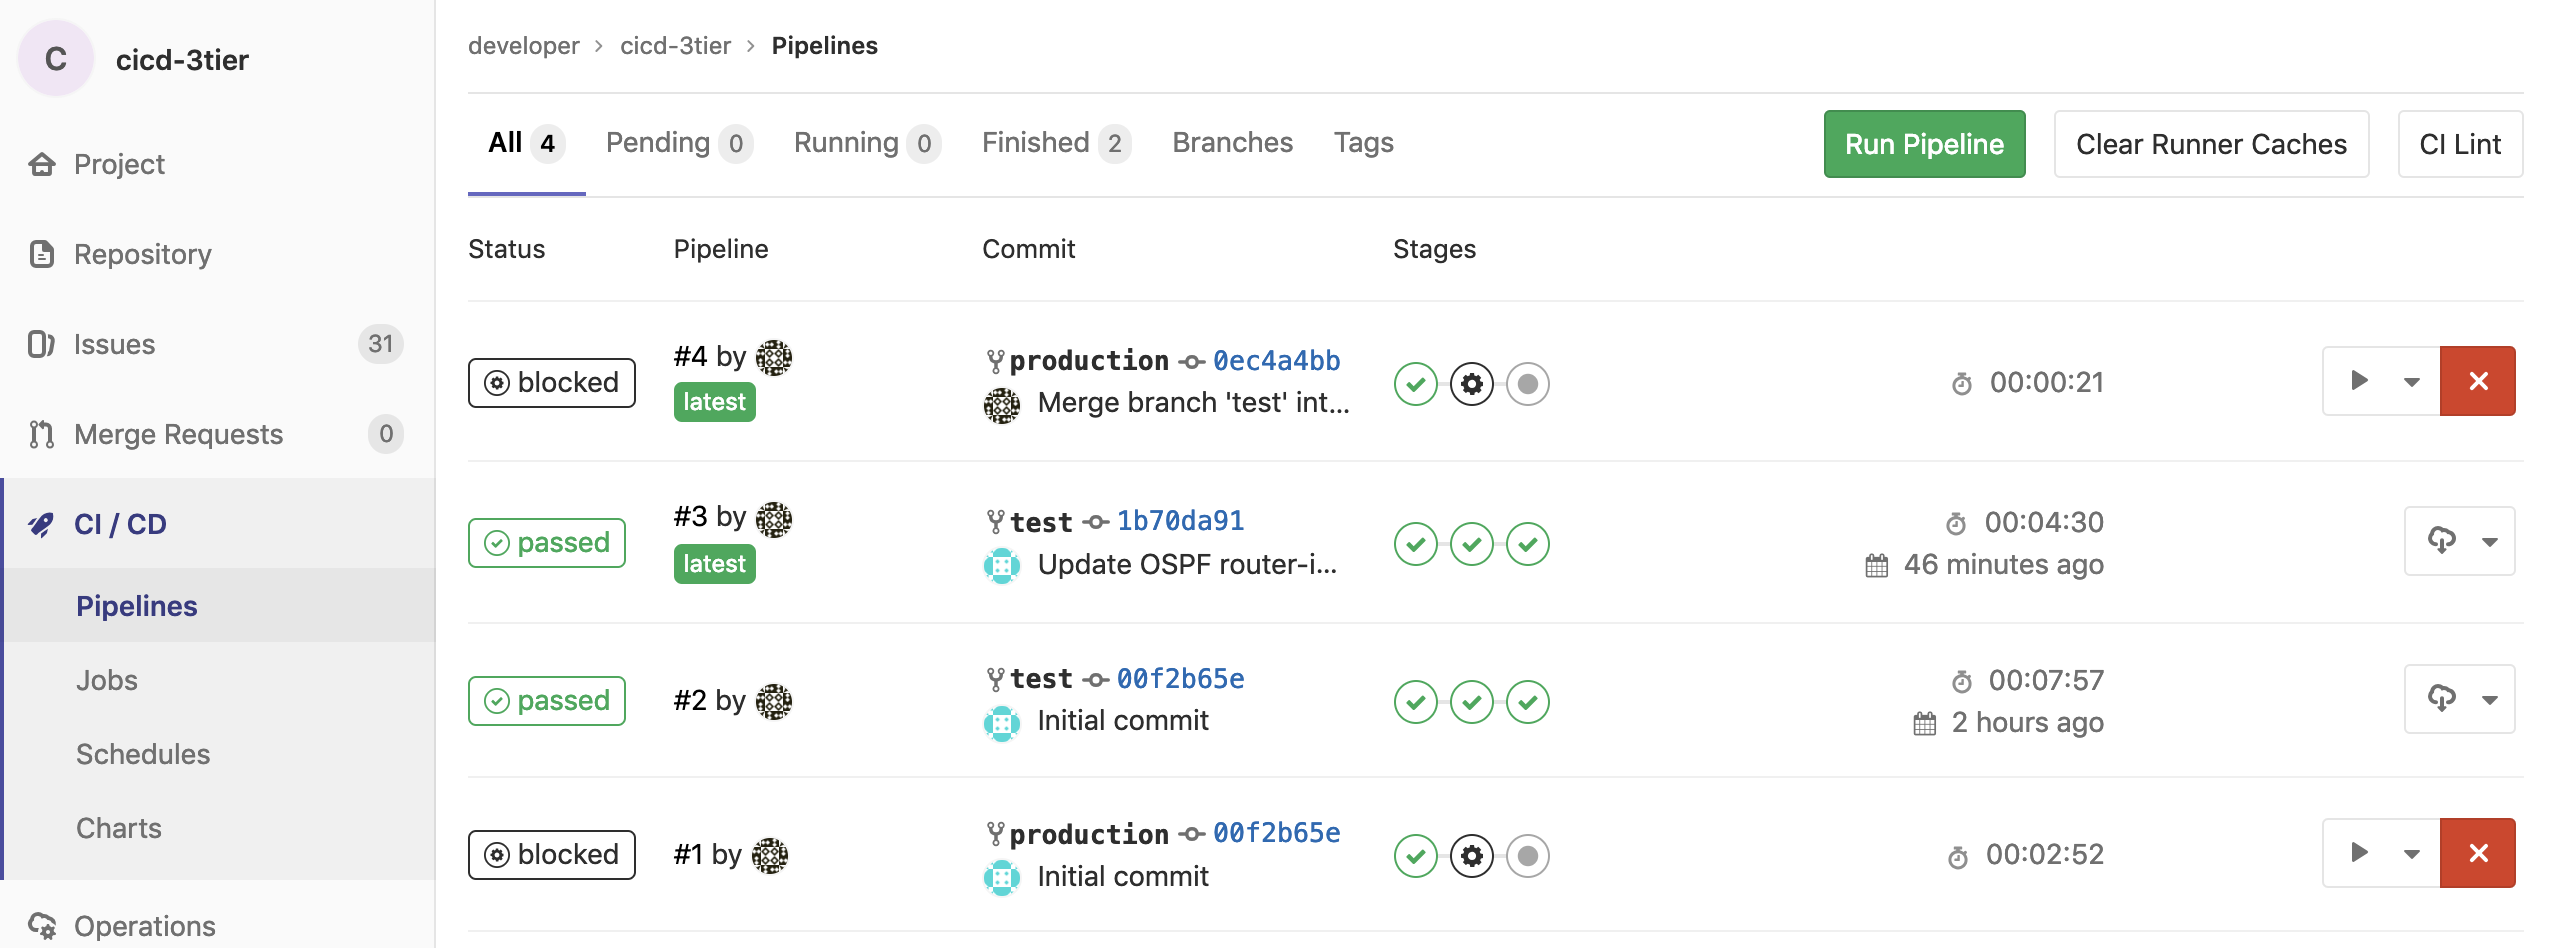 C cicd-3tier
Project
Repository
Issues 31
Merge Requests 0
CI / CD
Pipelines
Jobs
Schedules
Charts
Operations
developer > cicd-3tier > Pipelines
All 4 Pending 0 Running 0 Finished 2 Branches Tags Run Pipeline Clear Runner Caches CI Lint
Status Pipeline Commit Stages
blocked #4 by production 0ec4a4bb 00:00:21
latest Merge branch 'test' int...
passed #3 by test 1b70da91 00:04:30
latest Update OSPF router-i... 46 minutes ago
passed #2 by test 00f2b65e 00:07:57
Initial commit 2 hours ago
blocked #1 by production 00f2b65e 00:02:52
Initial commit